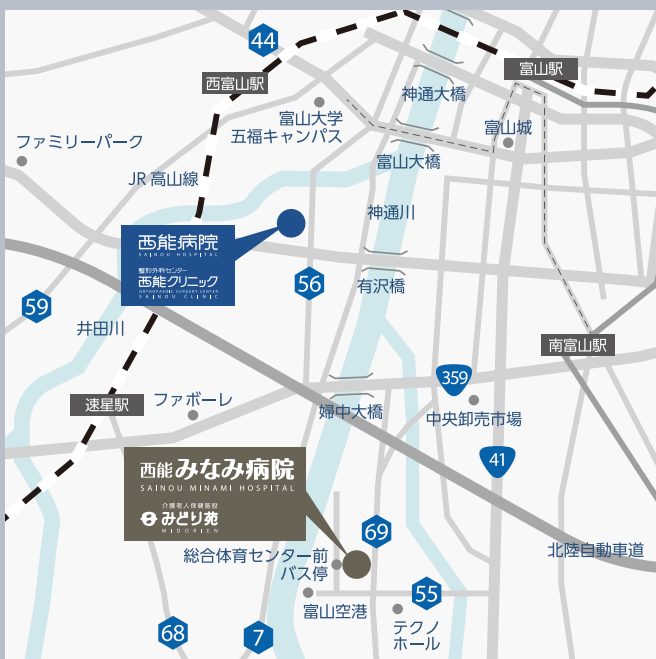 44
西富山駅
富山駅
神通大橋
富山大学
五福キャンパス
富山城
ファミリーパーク
富山大橋
JR 高山線
神通川
西能病院
SAINOU HOSPITAL
整形外科センター
西能クリニック
ORTHOPAEDIC SURGERY CENTER
SAINOU CLINIC
56
有沢橋
59
井田川
南富山駅
359
速星駅
ファボーレ
婦中大橋
中央卸売市場
41
西能 みなみ病院
SAINOU MINAMI HOSPITAL
介護老人保健施設
みどり苑
MIDORIEN
69
総合体育センター前
バス停
北陸自動車道
55
富山空港
テクノ
ホール
68
7